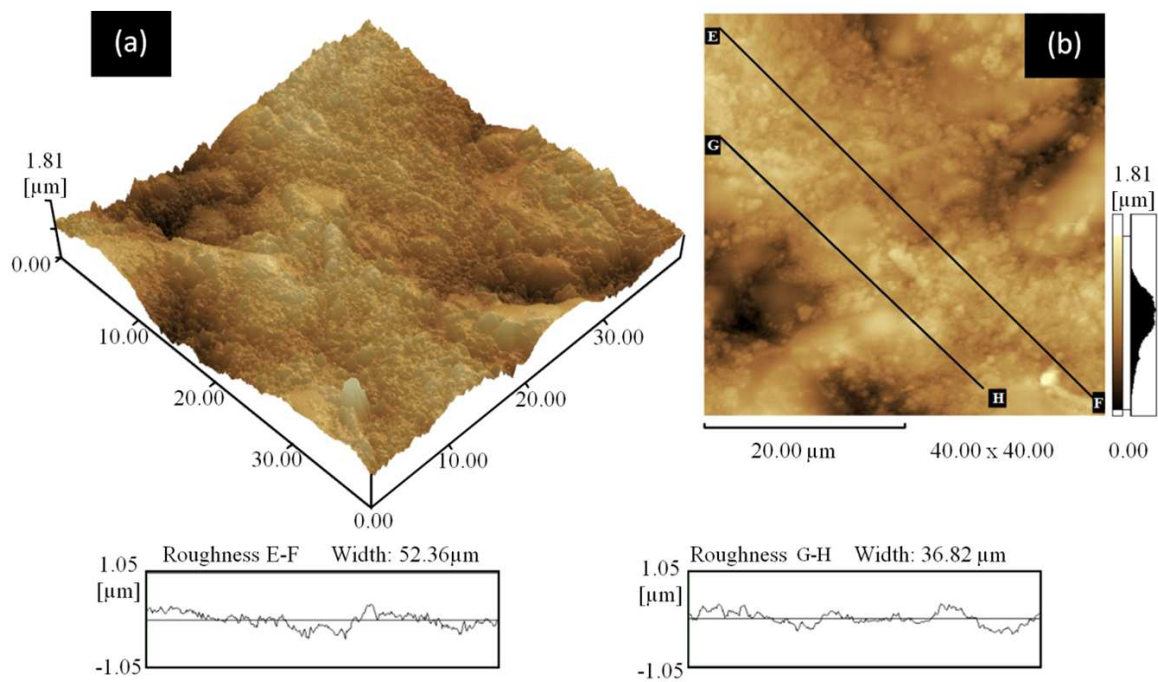 (a)
1.81
[µm]
0.00
10.00
20.00
30.00
0.00
10.00
20.00
30.00
(b)
E
G
H
F
1.81
[µm]
0.00
20.00 µm
40.00 x 40.00
Roughness E-F Width: 52.36µm
1.05
[µm]
-1.05
Roughness G-H Width: 36.82 µm
1.05
[µm]
-1.05